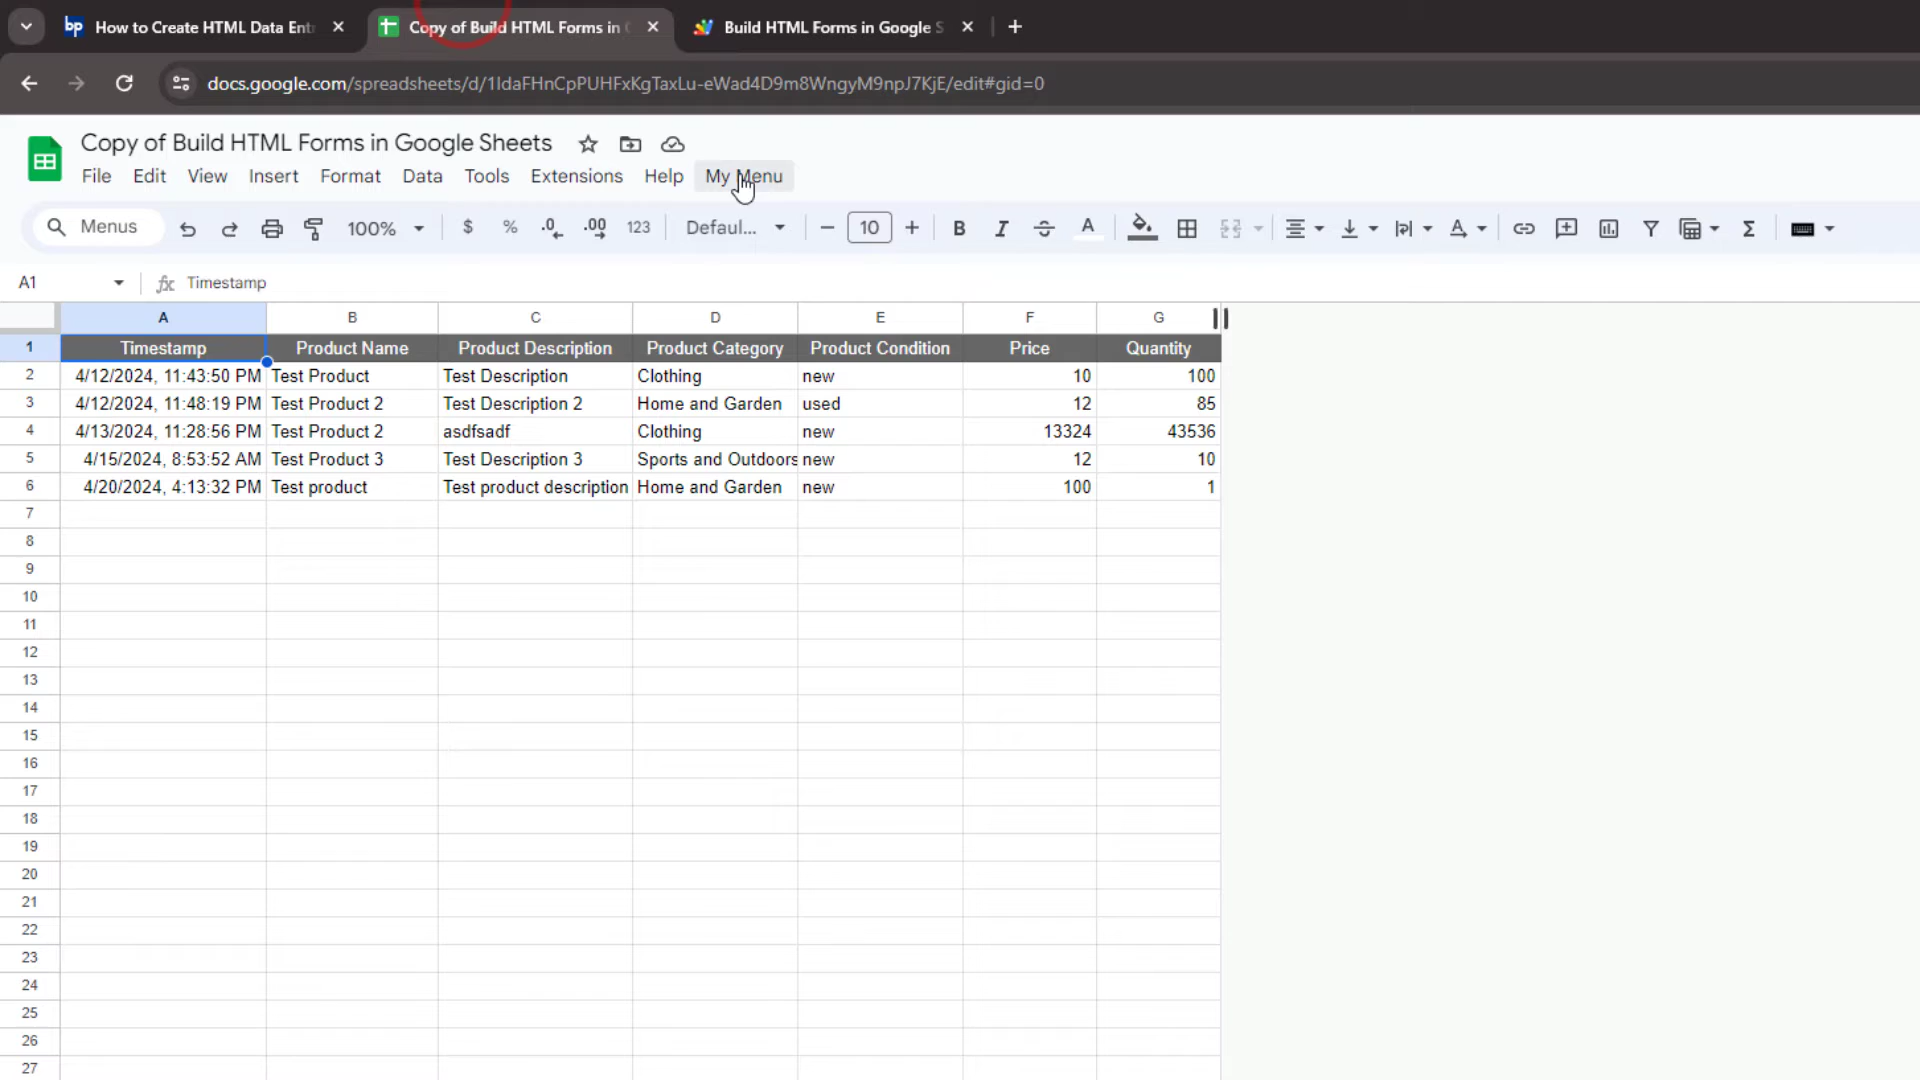 bp How to Create HTML Data Ent
Copy of Build HTML Forms in G
Build HTML Forms in Google S
docs.google.com/spreadsheets/d/1IdaFHnCpPUHFxKgTaxLu-eWad4D9m8WngyM9npJ7KjE/edit#gid=0
Copy of Build HTML Forms in Google Sheets
File Edit View Insert Format Data Tools Extensions Help My Menu
Menus 100% $ % .0 .00 123 Defaul... 10 B I S A Σ
A1 fx Timestamp
A B C D E F G
1 Timestamp Product Name Product Description Product Category Product Condition Price Quantity
2 4/12/2024, 11:43:50 PM Test Product Test Description Clothing new 10 100
3 4/12/2024, 11:48:19 PM Test Product 2 Test Description 2 Home and Garden used 12 85
4 4/13/2024, 11:28:56 PM Test Product 2 asdfsadf Clothing new 13324 43536
5 4/15/2024, 8:53:52 AM Test Product 3 Test Description 3 Sports and Outdoors new 12 10
6 4/20/2024, 4:13:32 PM Test product Test product description Home and Garden new 100 1
7
8
9
10
11
12
13
14
15
16
17
18
19
20
21
22
23
24
25
26
27